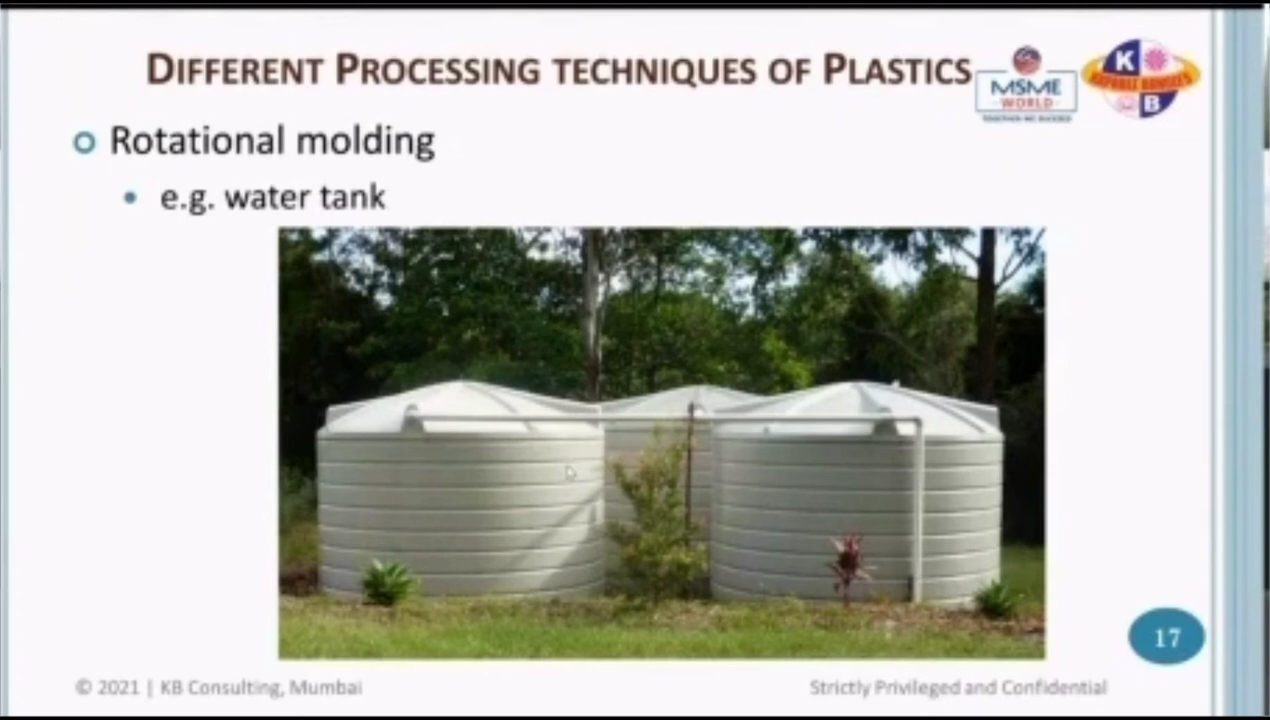 DIFFERENT PROCESSING TECHNIQUES OF PLASTICS
MSME
WORLD
K
B
Rotational molding
e.g. water tank
17
© 2021 | KB Consulting, Mumbai
Strictly Privileged and Confidential